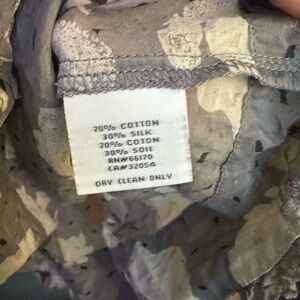 70% COTTON
30% SILK
70% COTON
30% SOIE
RN#66170
CA#32054
DRY CLEAN ONLY